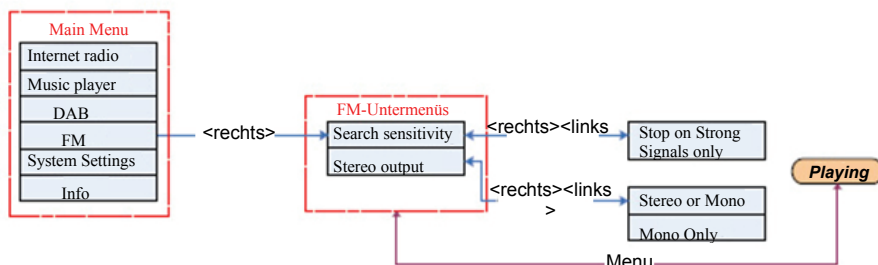 Main Menu
Internet radio
Music player
DAB
FM
System Settings
Info
<rechts>
FM-Untermenüs
Search sensitivity
Stereo output
<rechts><links
Stop on Strong
Signals only
<rechts><links
>
Stereo or Mono
Mono Only
Playing
Menu